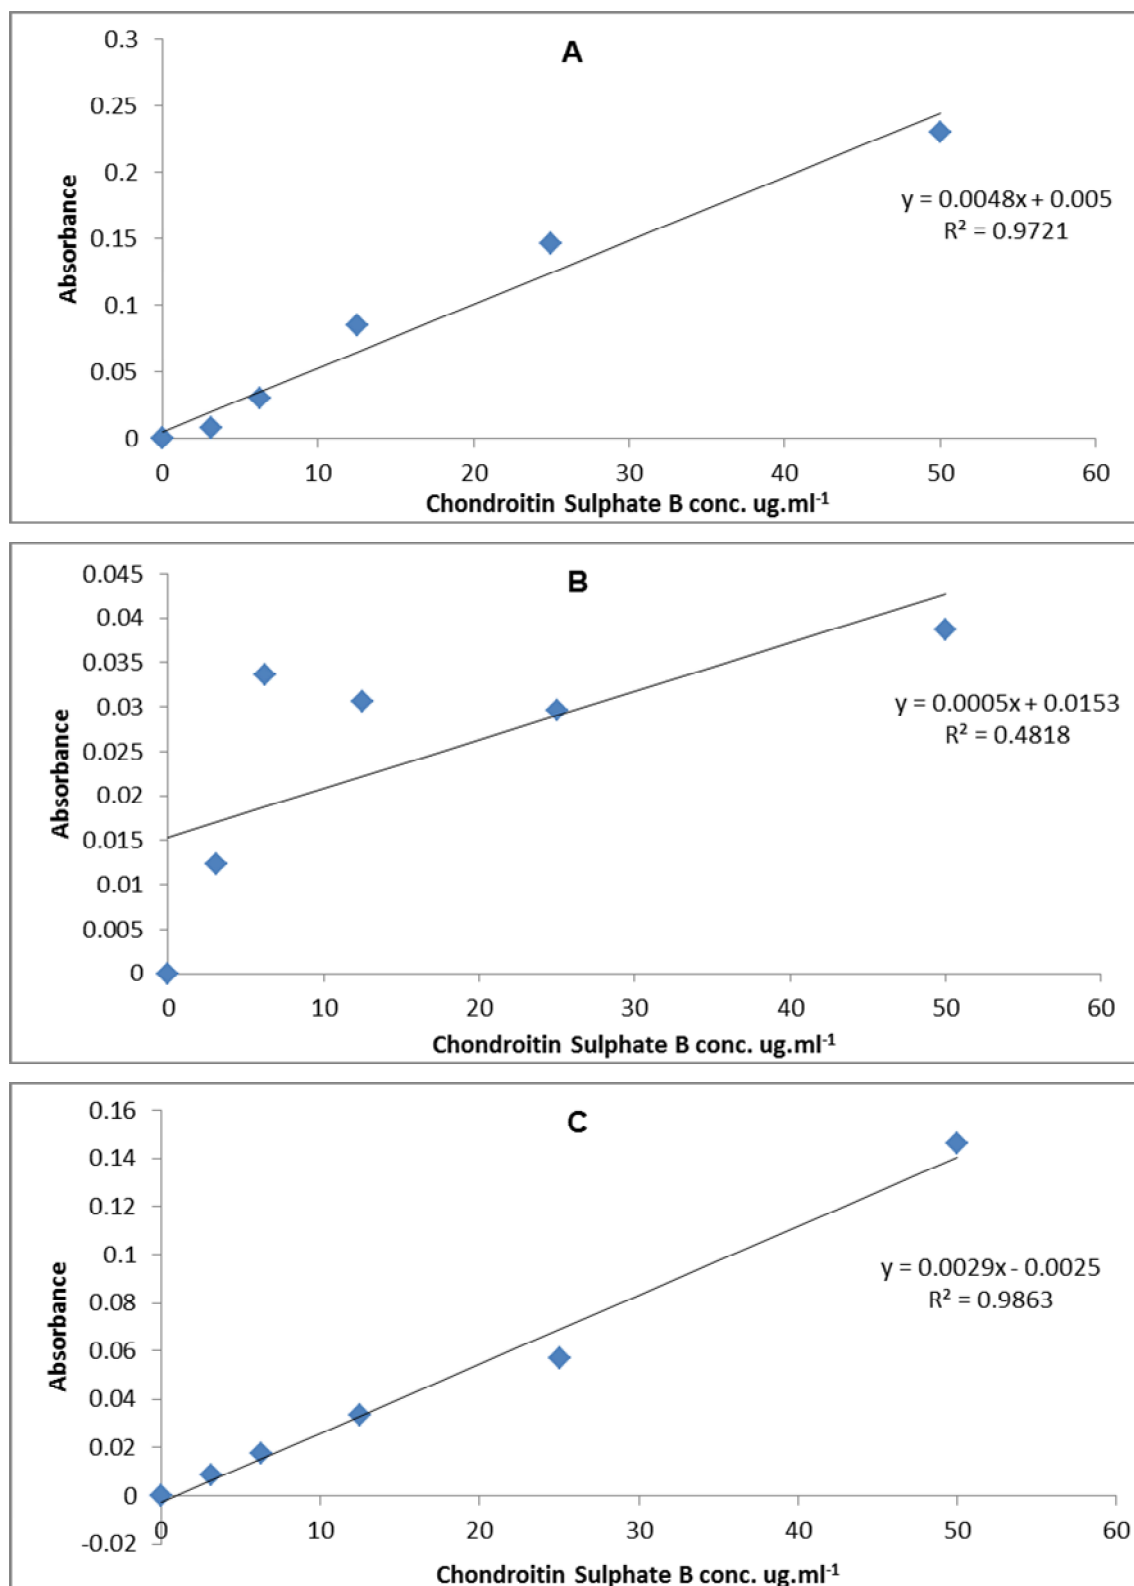 A
0.3
0.25
0.2
0.15
0.1
0.05
0
Absorbance
y = 0.0048x + 0.005
R² = 0.9721
0 10 20 30 40 50 60
Chondroitin Sulphate B conc. ug.ml⁻¹
B
0.045
0.04
0.035
0.03
0.025
0.02
0.015
0.01
0.005
0
Absorbance
y = 0.0005x + 0.0153
R² = 0.4818
0 10 20 30 40 50 60
Chondroitin Sulphate B conc. ug.ml⁻¹
C
0.16
0.14
0.12
0.1
0.08
0.06
0.04
0.02
0
-0.02
Absorbance
y = 0.0029x - 0.0025
R² = 0.9863
0 10 20 30 40 50 60
Chondroitin Sulphate B conc. ug.ml⁻¹